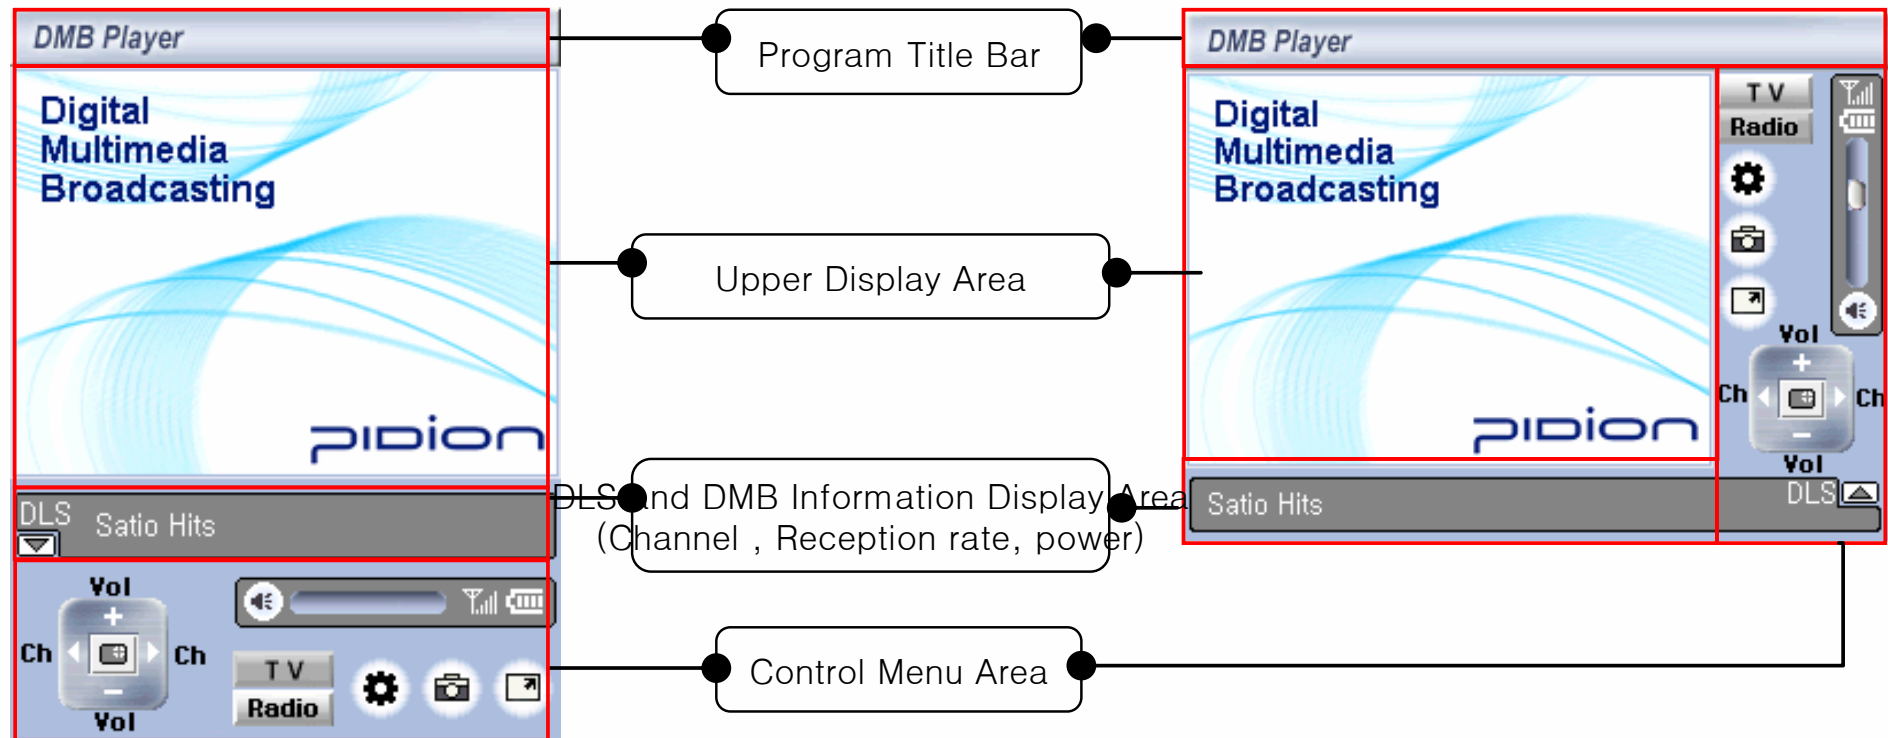 DMB Player
Digital
Multimedia
Broadcasting
PIDION
DLS
Satio Hits
Vol
Ch
Ch
Vol
TV
Radio
Program Title Bar
Upper Display Area
DLS and DMB Information Display Area
(Channel , Reception rate, power)
Control Menu Area
DMB Player
Digital
Multimedia
Broadcasting
PIDION
TV
Radio
Vol
Ch
Ch
Vol
Satio Hits
DLS